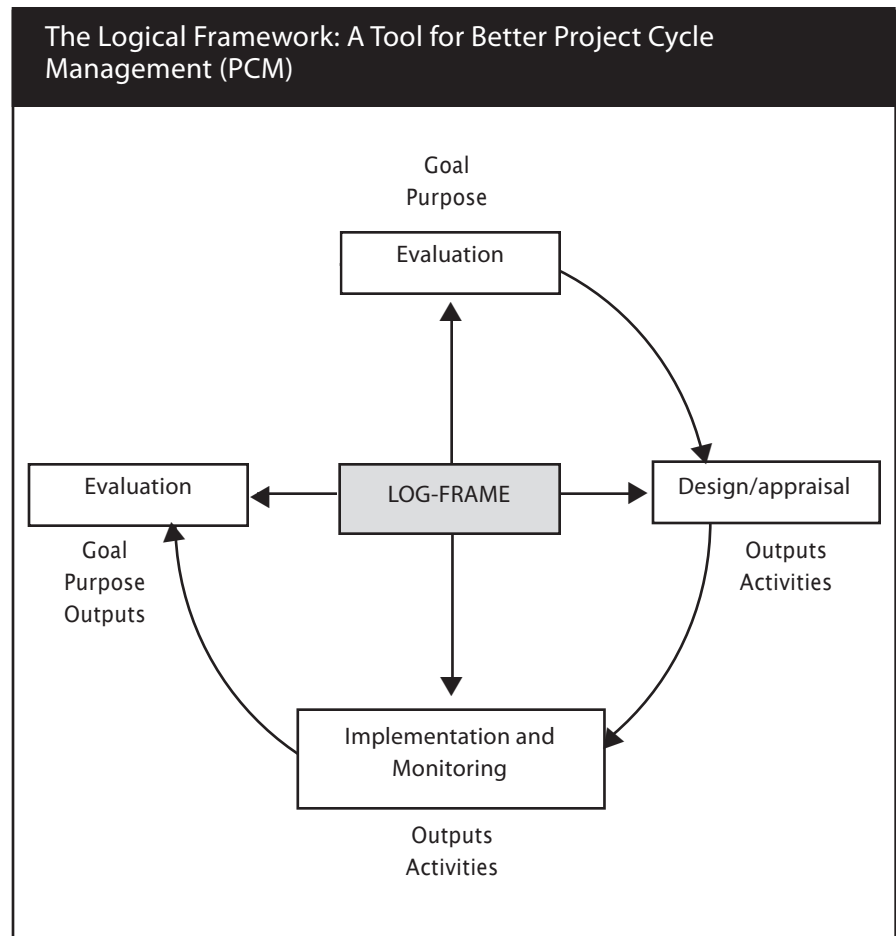 The Logical Framework: A Tool for Better Project Cycle
Management (PCM)
Goal
Purpose
Evaluation
Evaluation
Goal
Purpose
Outputs
LOG-FRAME
Design/appraisal
Outputs
Activities
Implementation and
Monitoring
Outputs
Activities